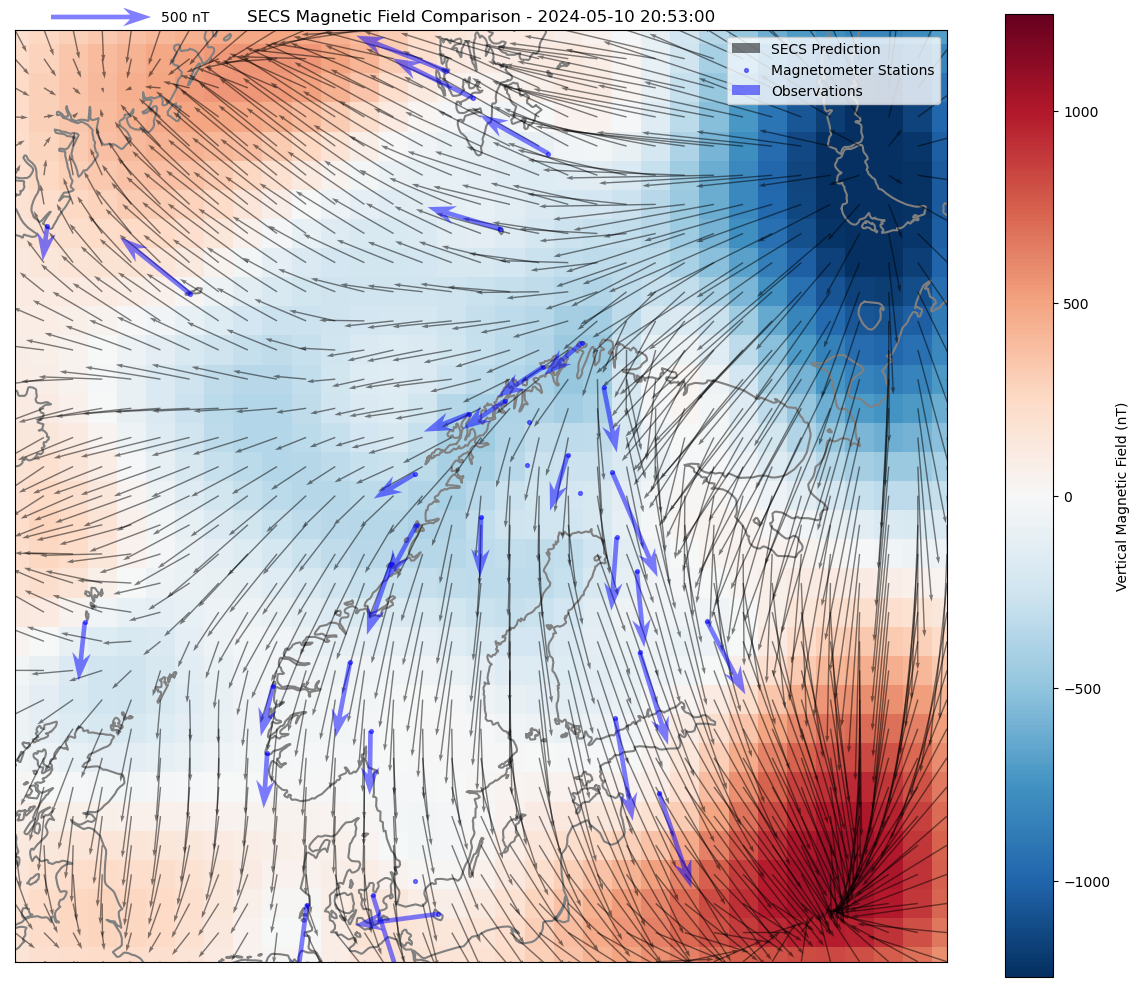 500 nT
SECS Magnetic Field Comparison - 2024-05-10 20:53:00
SECS Prediction
Magnetometer Stations
Observations
1000
500
0
−500
−1000
Vertical Magnetic Field (nT)